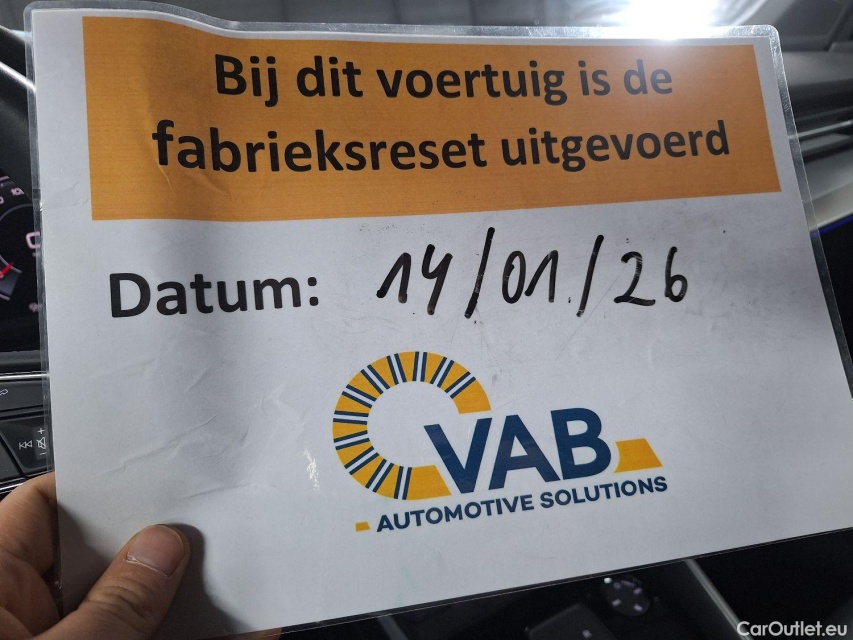 Bij dit voertuig is de
fabrieksreset uitgevoerd
Datum: 14/01/26
VAB
AUTOMOTIVE SOLUTIONS
CarOutlet.eu